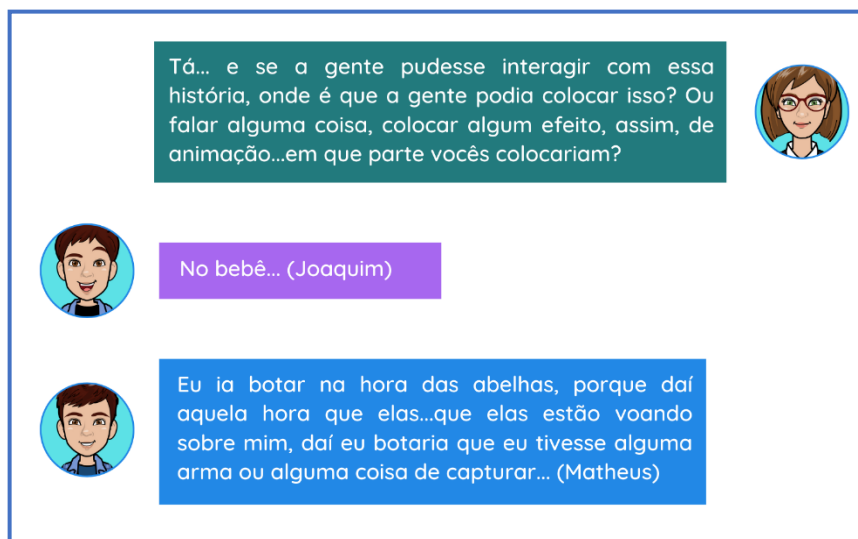 Tá... e se a gente pudesse interagir com essa
história, onde é que a gente podia colocar isso? Ou
falar alguma coisa, colocar algum efeito, assim, de
animação...em que parte vocês colocariam?
No bebê... (Joaquim)
Eu ia botar na hora das abelhas, porque daí
aquela hora que elas...que elas estão voando
sobre mim, daí eu botaria que eu tivesse alguma
arma ou alguma coisa de capturar... (Matheus)